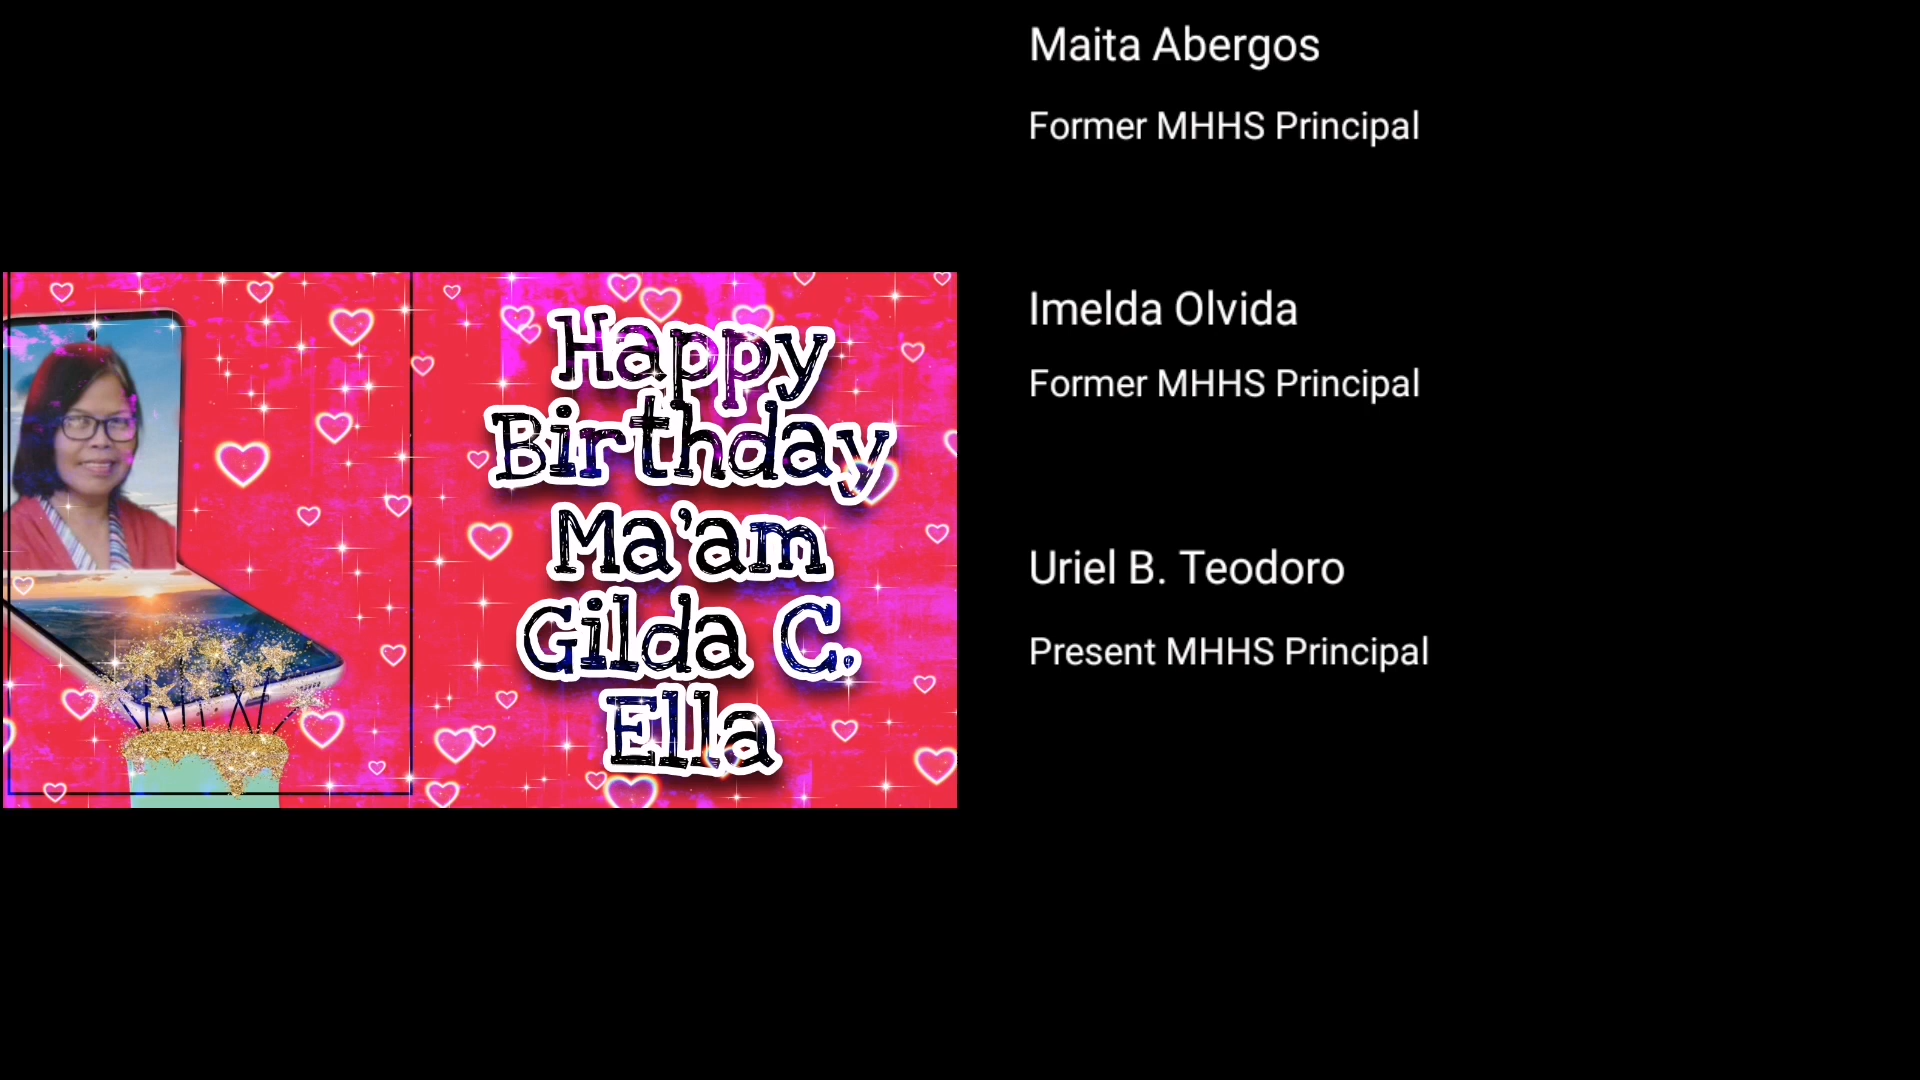 Happy
Birthday
Ma'am
Gilda C.
Ella
Maita Abergos
Former MHHS Principal
Imelda Olvida
Former MHHS Principal
Uriel B. Teodoro
Present MHHS Principal